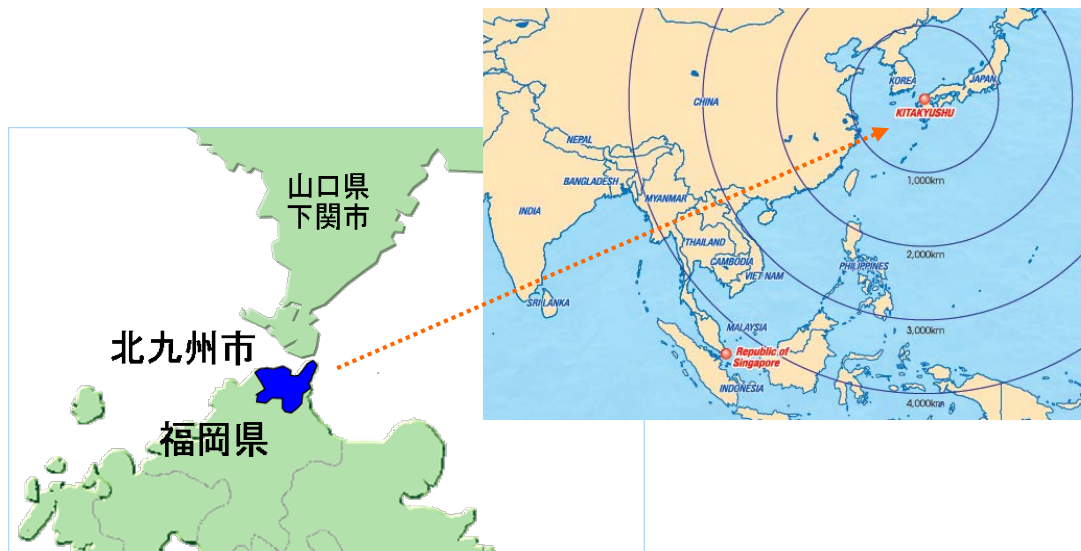 山口県
下関市
北九州市
福岡県
KOREA
JAPAN
KITAKYUSHU
CHINA
NEPAL
BANGLADESH
MYANMAR
INDIA
THAILAND
CAMBODIA
VIET NAM
PHILIPPINES
SRI LANKA
MALAYSIA
Republic of
Singapore
INDONESIA
1,000km
2,000km
3,000km
4,000km